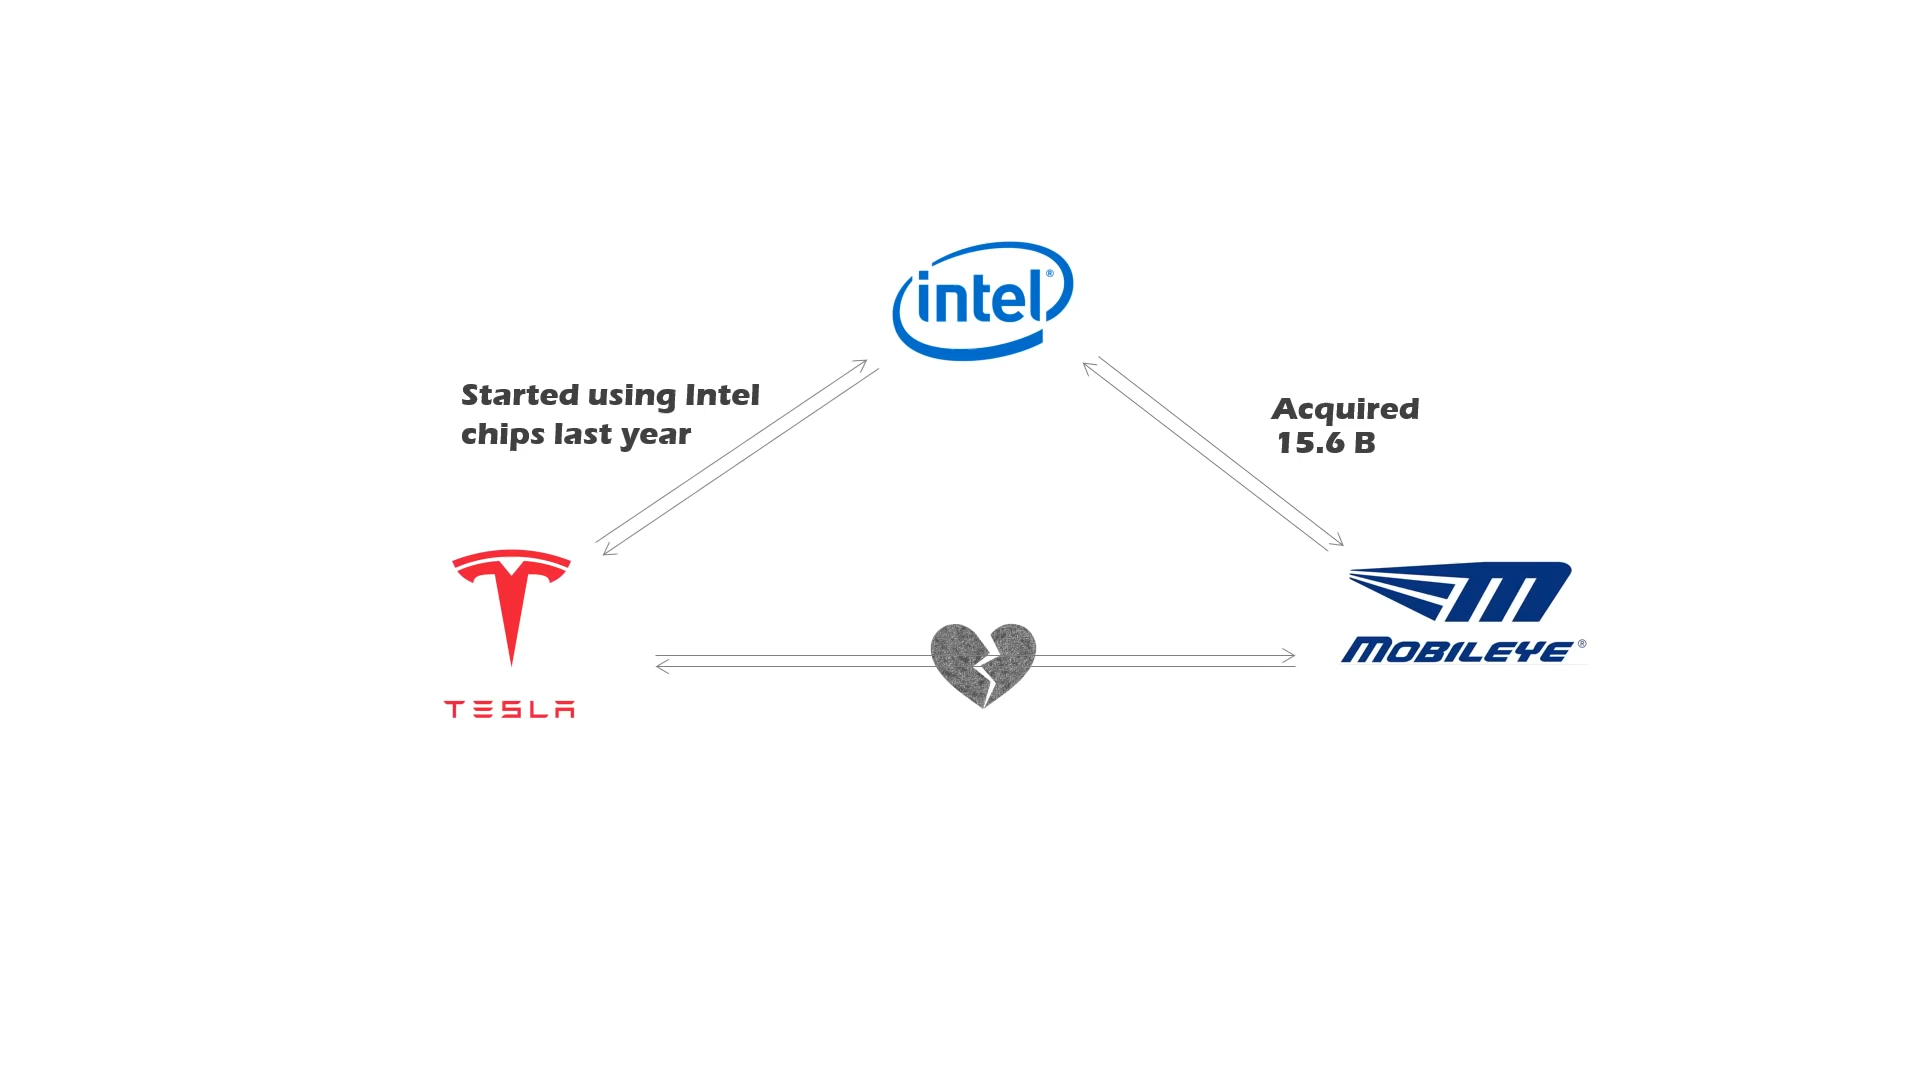 intel®
Started using Intel
chips last year
Acquired
15.6 B
MOBILEYE®
TESLA